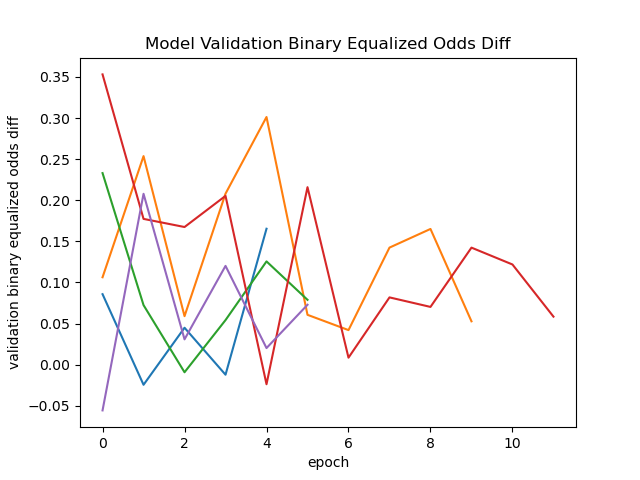 Model Validation Binary Equalized Odds Diff
validation binary equalized odds diff
0.35
0.30
0.25
0.20
0.15
0.10
0.05
0.00
−0.05
0 2 4 6 8 10
epoch